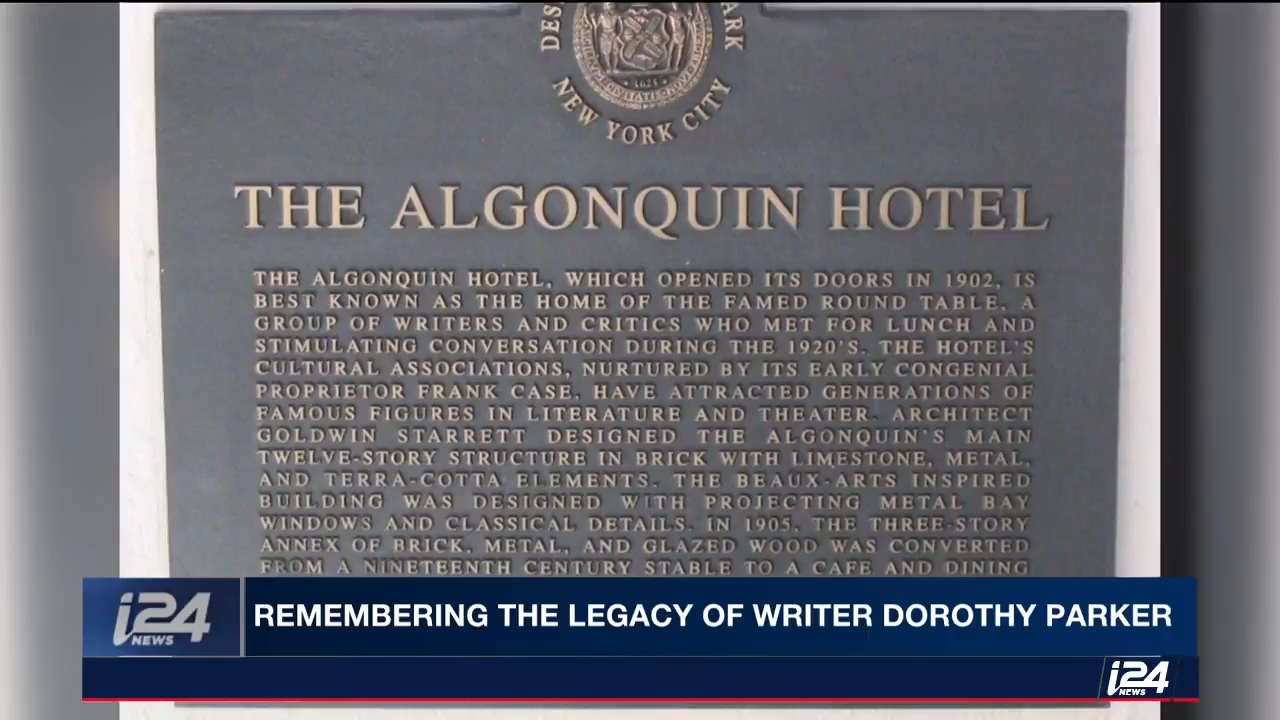 DES
ARK
1625
NEW YORK CITY
THE ALGONQUIN HOTEL
THE ALGONQUIN HOTEL, WHICH OPENED ITS DOORS IN 1902, IS
BEST KNOWN AS THE HOME OF THE FAMED ROUND TABLE, A
GROUP OF WRITERS AND CRITICS WHO MET FOR LUNCH AND
STIMULATING CONVERSATION DURING THE 1920'S. THE HOTEL'S
CULTURAL ASSOCIATIONS, NURTURED BY ITS EARLY CONGENIAL
PROPRIETOR FRANK CASE, HAVE ATTRACTED GENERATIONS OF
FAMOUS FIGURES IN LITERATURE AND THEATER. ARCHITECT
GOLDWIN STARRETT DESIGNED THE ALGONQUIN'S MAIN
TWELVE-STORY STRUCTURE IN BRICK WITH LIMESTONE, METAL,
AND TERRA-COTTA ELEMENTS. THE BEAUX-ARTS INSPIRED
BUILDING WAS DESIGNED WITH PROJECTING METAL BAY
WINDOWS AND CLASSICAL DETAILS. IN 1905, THE THREE-STORY
ANNEX OF BRICK, METAL, AND GLAZED WOOD WAS CONVERTED
FROM A NINETEENTH CENTURY STABLE TO A CAFE AND DINING
i24 NEWS
REMEMBERING THE LEGACY OF WRITER DOROTHY PARKER
i24 NEWS